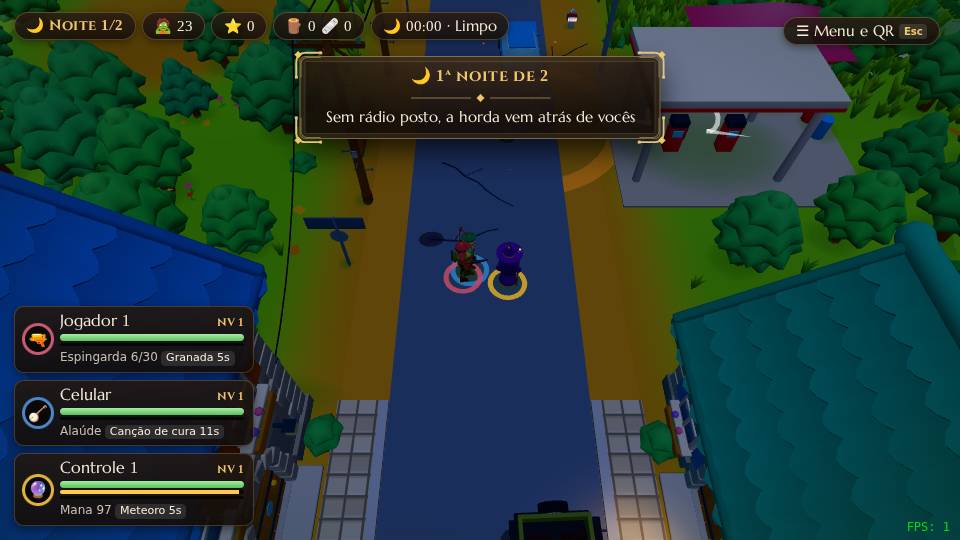 Noite 1/2
23
0
0 0
00:00 · Limpo
Menu e QR Esc
1ª noite de 2
Sem rádio posto, a horda vem atrás de vocês
Jogador 1 NV 1
Espingarda 6/30 Granada 5s
Celular NV 1
Alaúde Canção de cura 11s
Controle 1 NV 1
Mana 97 Meteoro 5s
FPS: 1